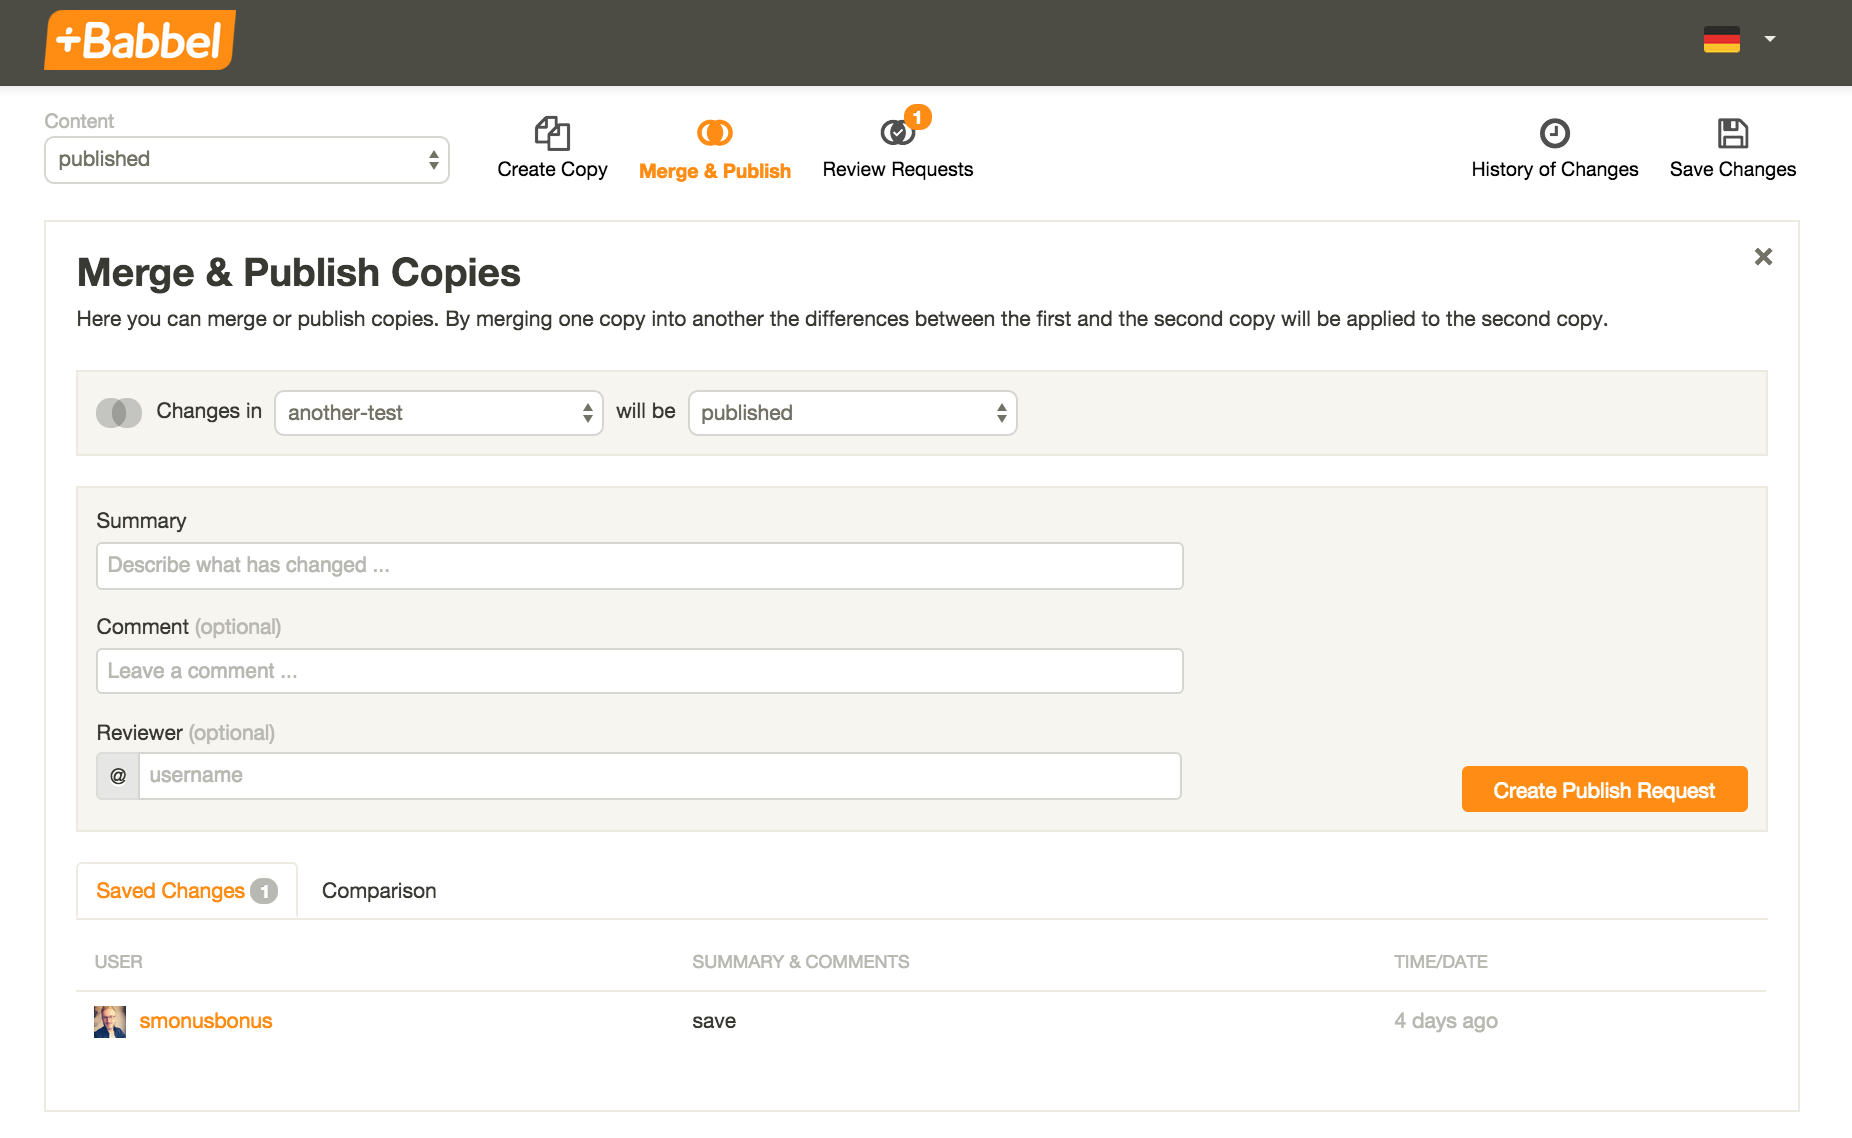 +Babbel
Content
published
Create Copy
Merge & Publish
1
Review Requests
History of Changes
Save Changes
Merge & Publish Copies
Here you can merge or publish copies. By merging one copy into another the differences between the first and the second copy will be applied to the second copy.
Changes in another-test will be published
Summary
Describe what has changed ...
Comment (optional)
Leave a comment ...
Reviewer (optional)
@ username
Create Publish Request
Saved Changes 1 Comparison
USER SUMMARY & COMMENTS TIME/DATE
smonusbonus save 4 days ago